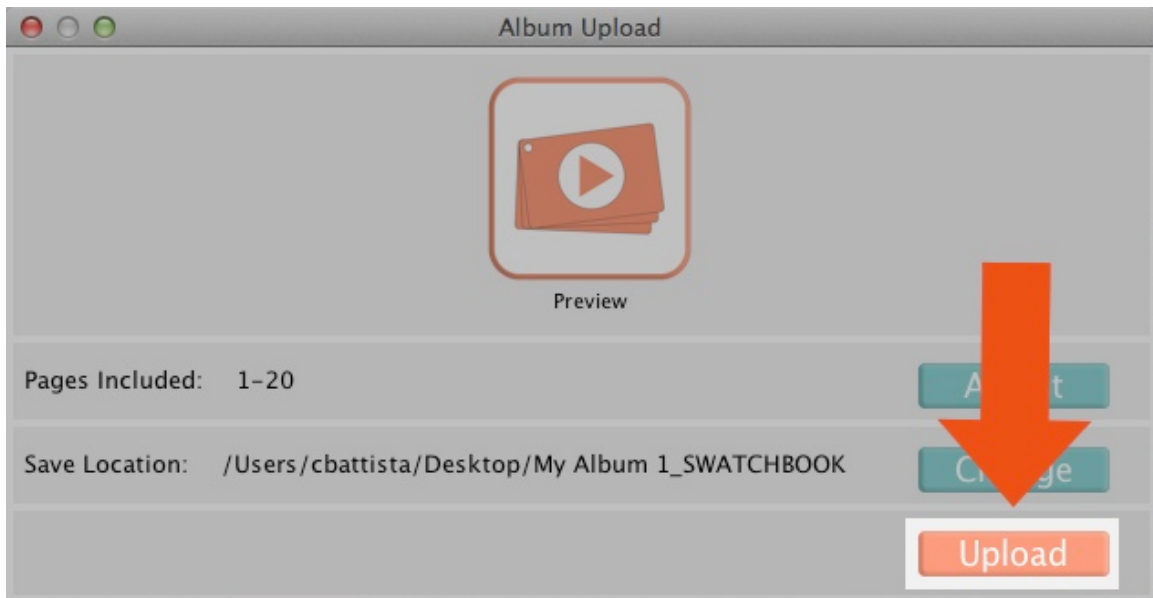 Album Upload
Preview
Pages Included: 1-20
Save Location: /Users/cbattista/Desktop/My Album 1_SWATCHBOOK
Upload